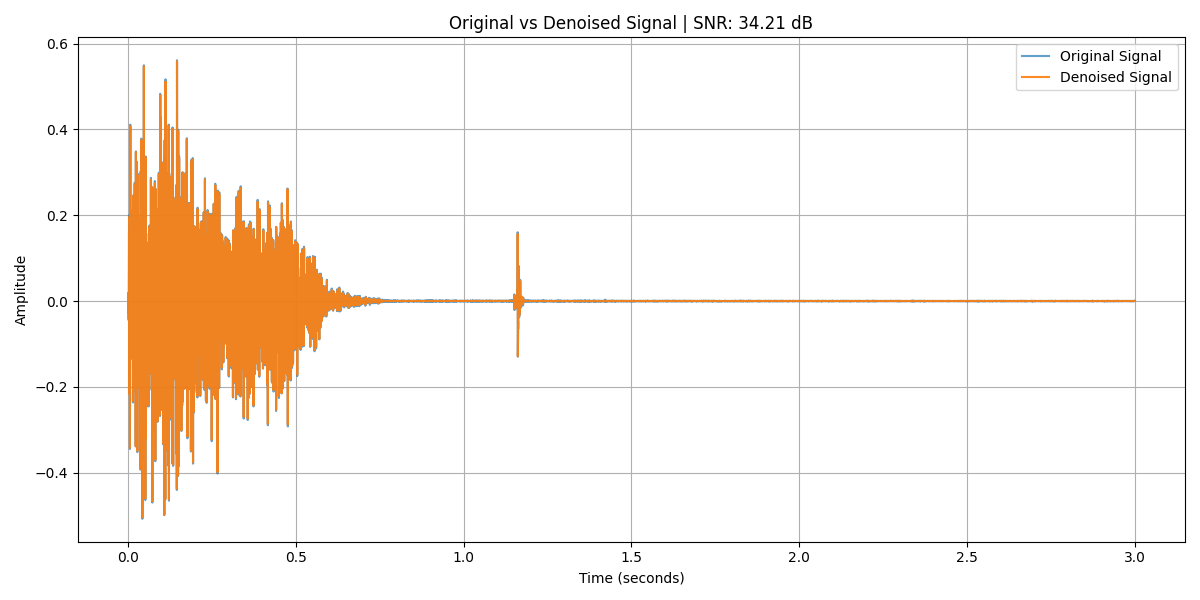 Original vs Denoised Signal | SNR: 34.21 dB
Original Signal
Denoised Signal
0.6
0.4
0.2
0.0
−0.2
−0.4
Amplitude
0.0 0.5 1.0 1.5 2.0 2.5 3.0
Time (seconds)